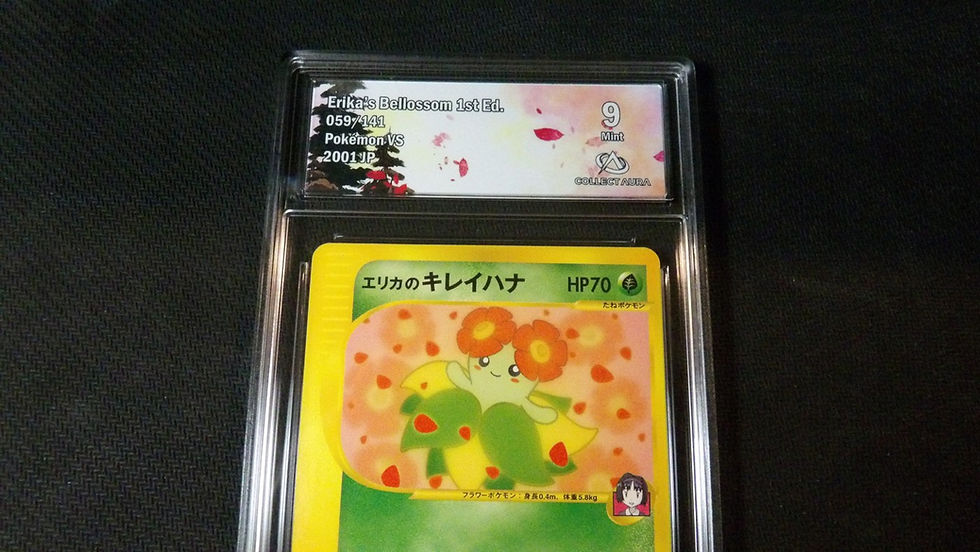 Erika's Bellossom 1st Ed.
059/141
Pokémon VS
2001 JP
9
Mint
COLLECT AURA
エリカのキレイハナ HP70
たねポケモン
フラワーポケモン：身長0.4m、体重5.8kg